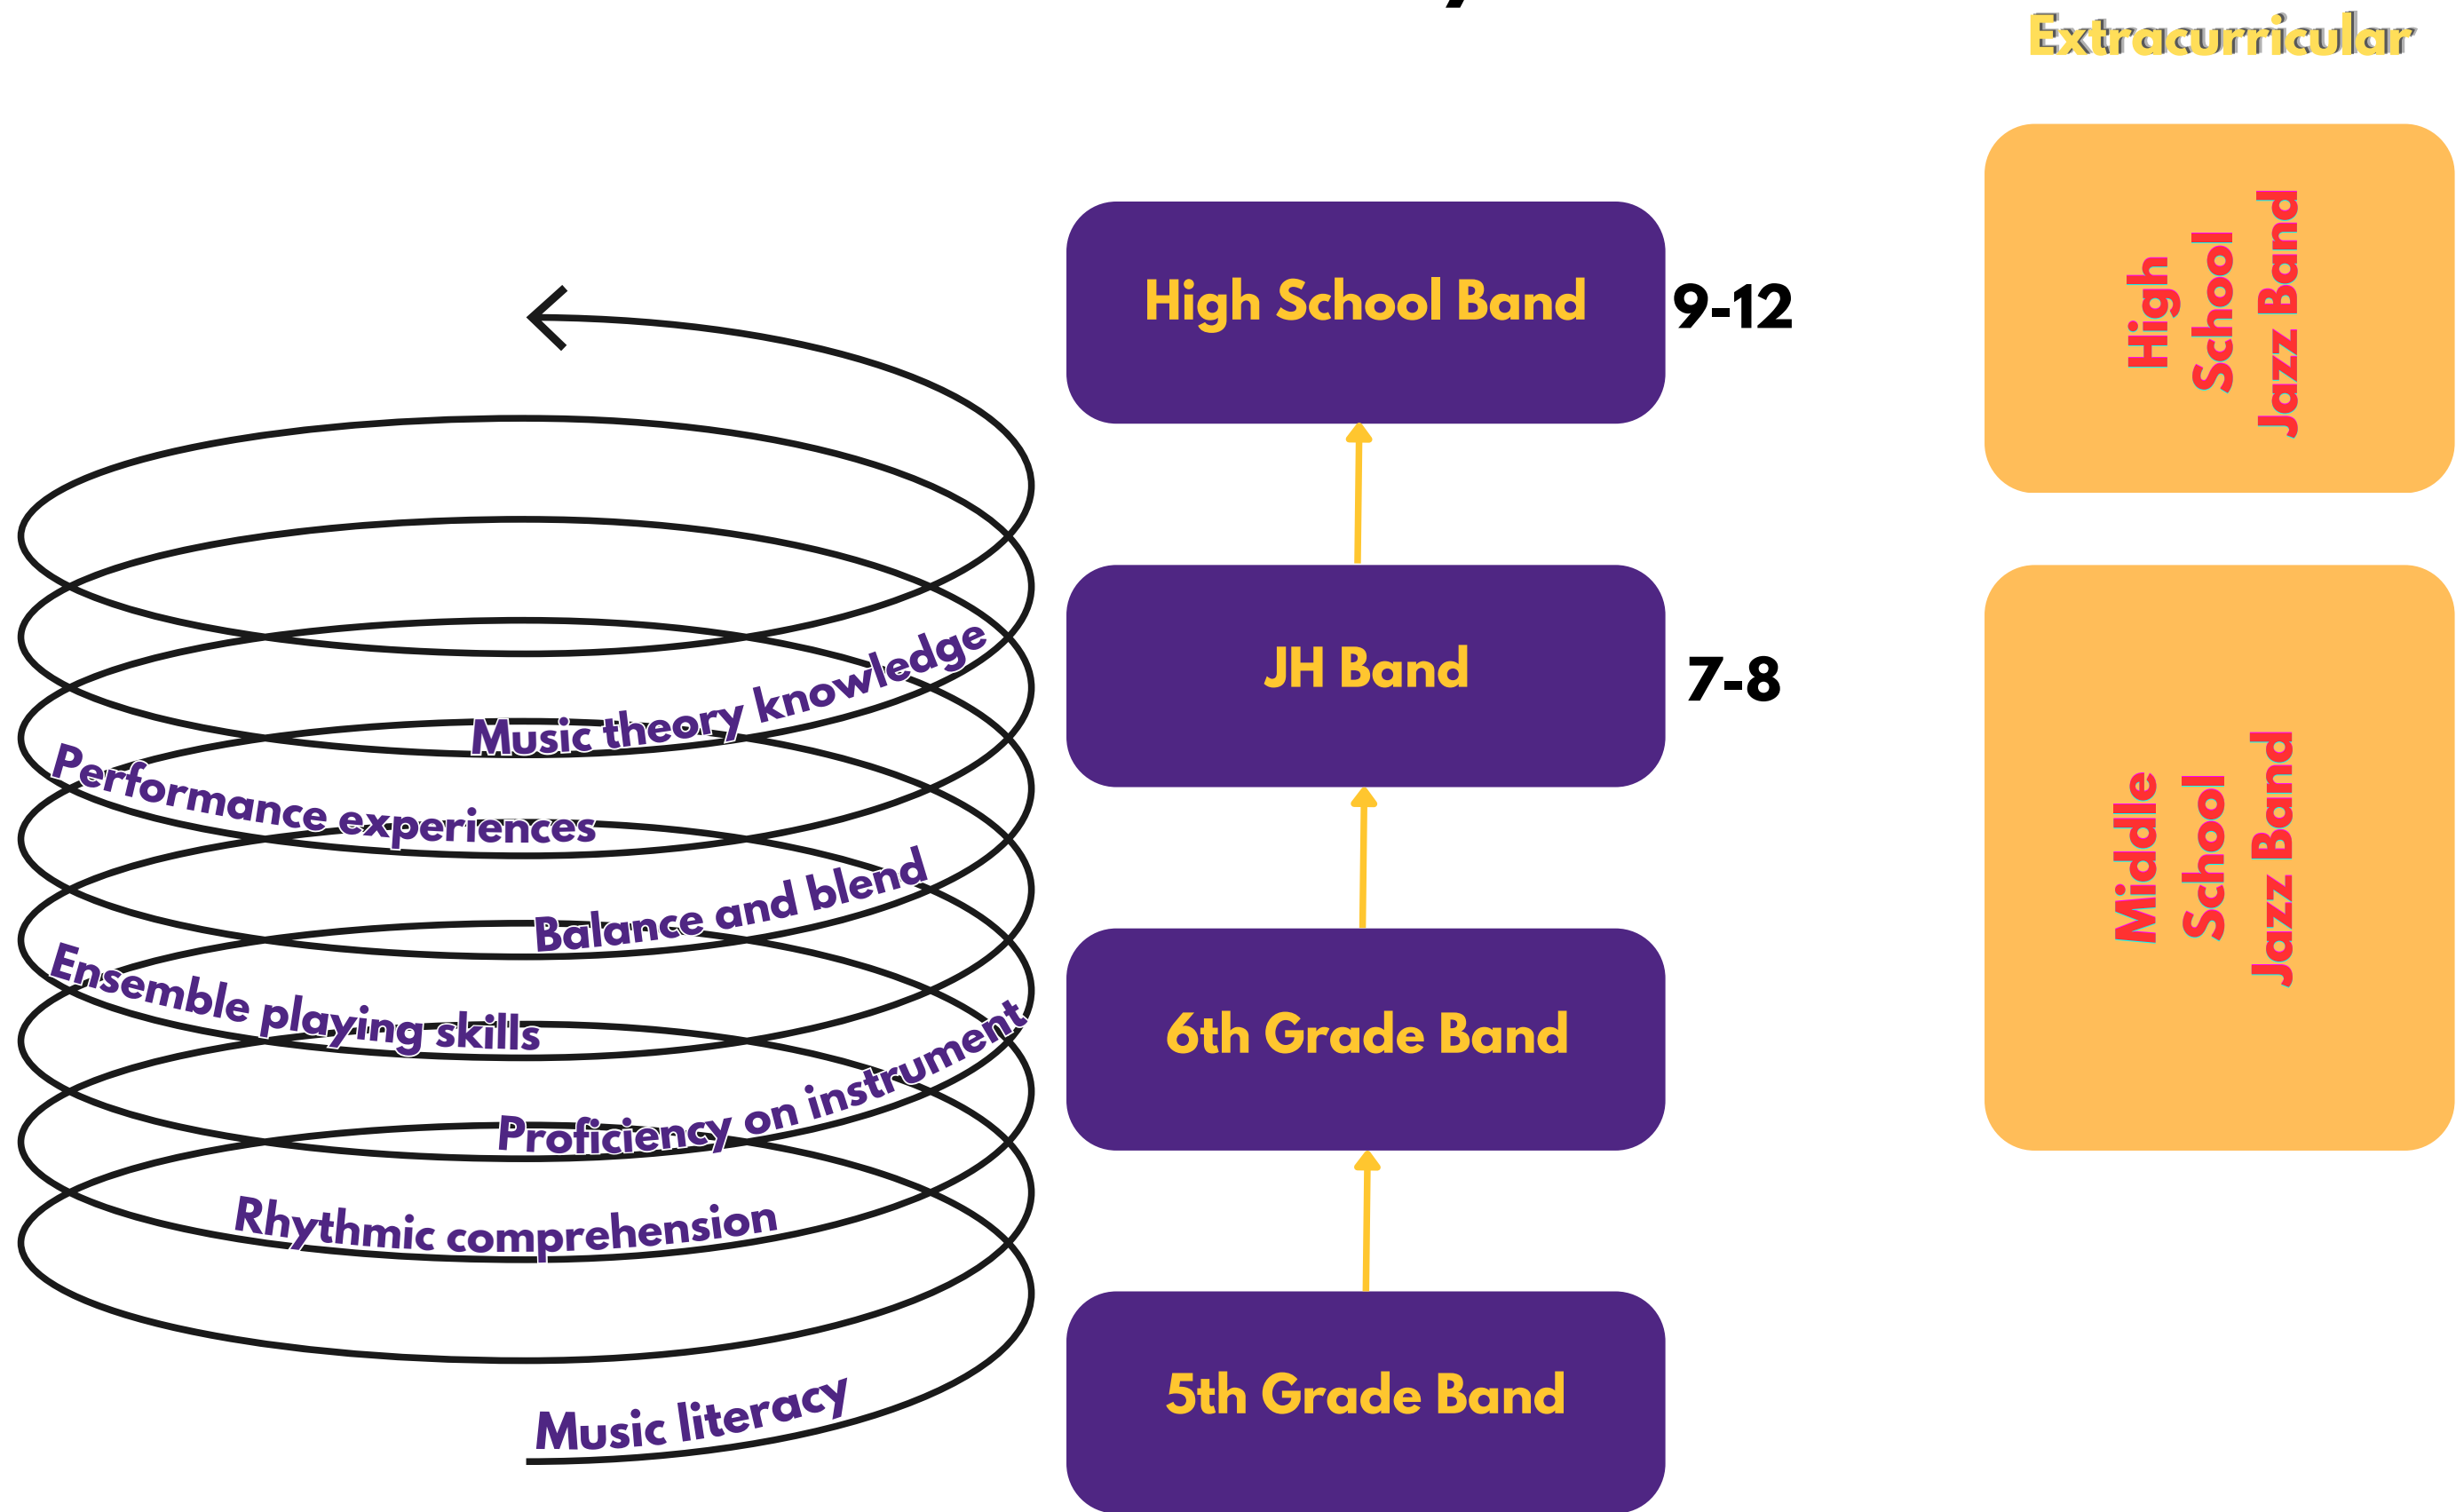 Extracurricular
High School Band
9-12
High
School
Jazz Band
JH Band
7-8
Middle
School
Jazz Band
6th Grade Band
5th Grade Band
Music theory knowledge
Performance experiences
Balance and blend
Ensemble playing skills
Proficiency on instrument
Rhythmic comprehension
Music literacy